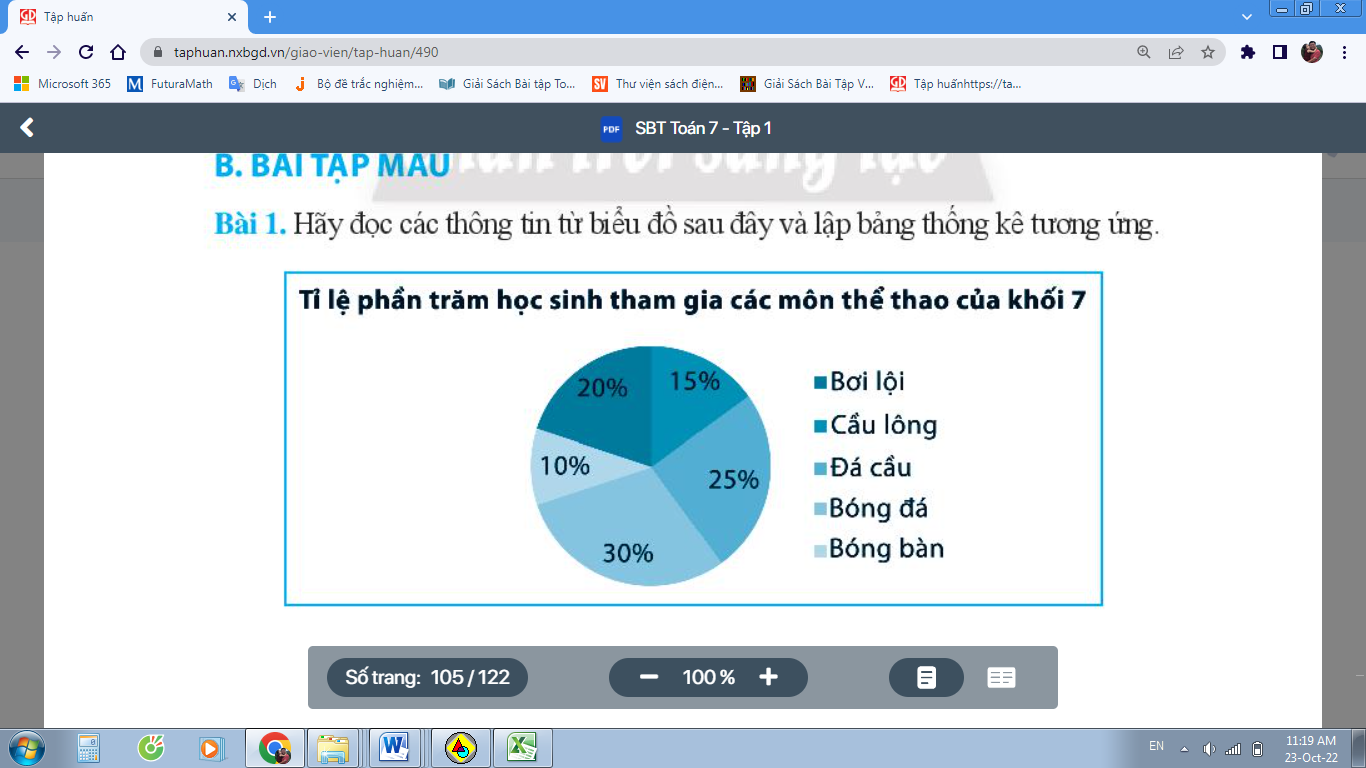 Tập huấn
taphuan.nxbgd.vn/giao-vien/tap-huan/490
Microsoft 365
FuturaMath
Dịch
Bộ đề trắc nghiệm...
Giải Sách Bài tập To...
SV
Thư viện sách điện...
Giải Sách Bài Tập V...
Tập huấnhttps://ta...
PDF SBT Toán 7 - Tập 1
B. BÀI TẬP MẪU
Bài 1. Hãy đọc các thông tin từ biểu đồ sau đây và lập bảng thống kê tương ứng.
Tỉ lệ phần trăm học sinh tham gia các môn thể thao của khối 7
20%
15%
10%
25%
30%
Bơi lội
Cầu lông
Đá cầu
Bóng đá
Bóng bàn
Số trang: 105 / 122
100 %
EN
11:19 AM
23-Oct-22